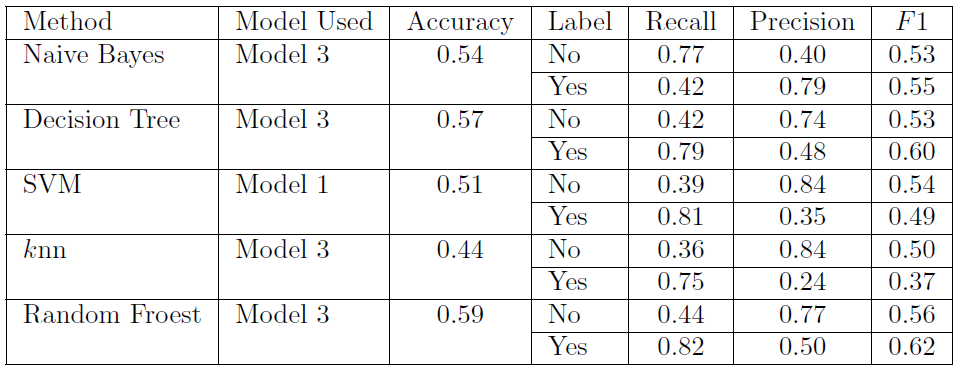 Method Model Used Accuracy Label Recall Precision F1
Naive Bayes Model 3 0.54 No 0.77 0.40 0.53
Yes 0.42 0.79 0.55
Decision Tree Model 3 0.57 No 0.42 0.74 0.53
Yes 0.79 0.48 0.60
SVM Model 1 0.51 No 0.39 0.84 0.54
Yes 0.81 0.35 0.49
knn Model 3 0.44 No 0.36 0.84 0.50
Yes 0.75 0.24 0.37
Random Froest Model 3 0.59 No 0.44 0.77 0.56
Yes 0.82 0.50 0.62